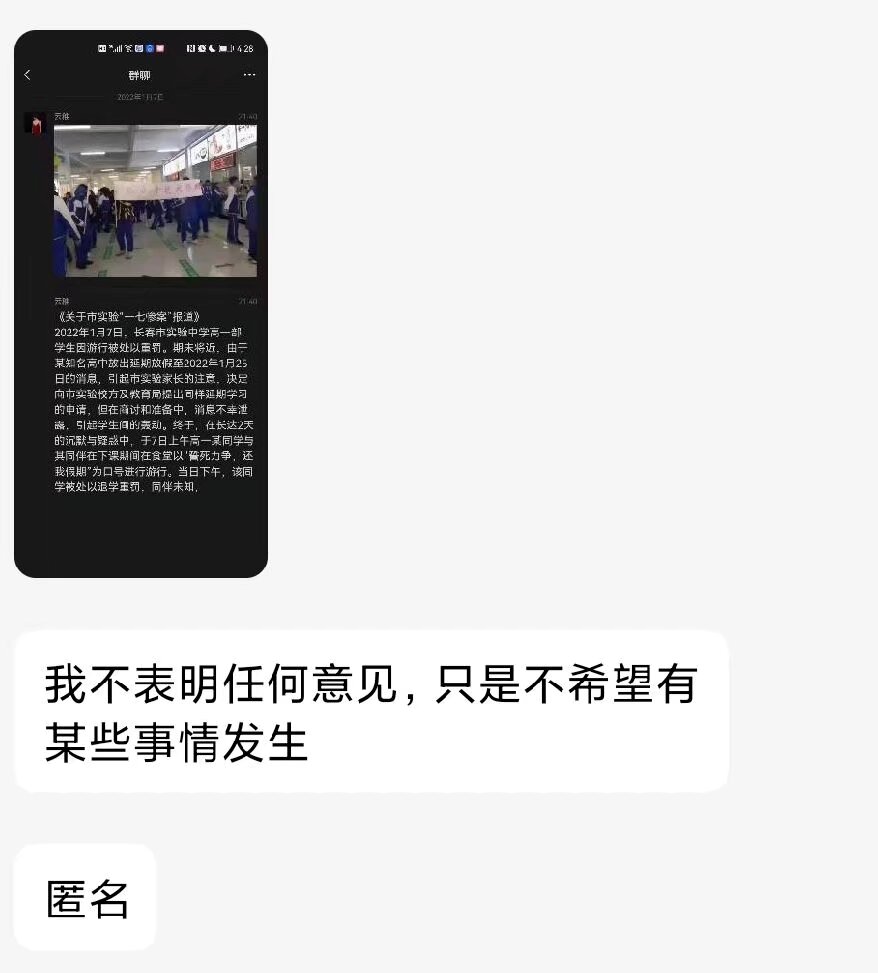 4:28
群聊
2022年1月7日
云稚
21:40
云稚
21:40
《关于市实验“一七惨案”报道》
2022年1月7日，长春市实验中学高一部
学生因游行被处以重罚。期末将近，由于
某知名高中放出延期放假至2022年1月25
日的消息，引起市实验家长的注意，决定
向市实验校方及教育局提出同样延期学习
的申请，但在商讨和准备中，消息不幸泄
露，引起学生间的轰动。终于，在长达2天
的沉默与疑惑中，于7日上午高一某同学与
其同伴在下课期间在食堂以“誓死力争，还
我假期”为口号进行游行。当日下午，该同
学被处以退学重罚，同伴未知。
我不表明任何意见，只是不希望有
某些事情发生
匿名